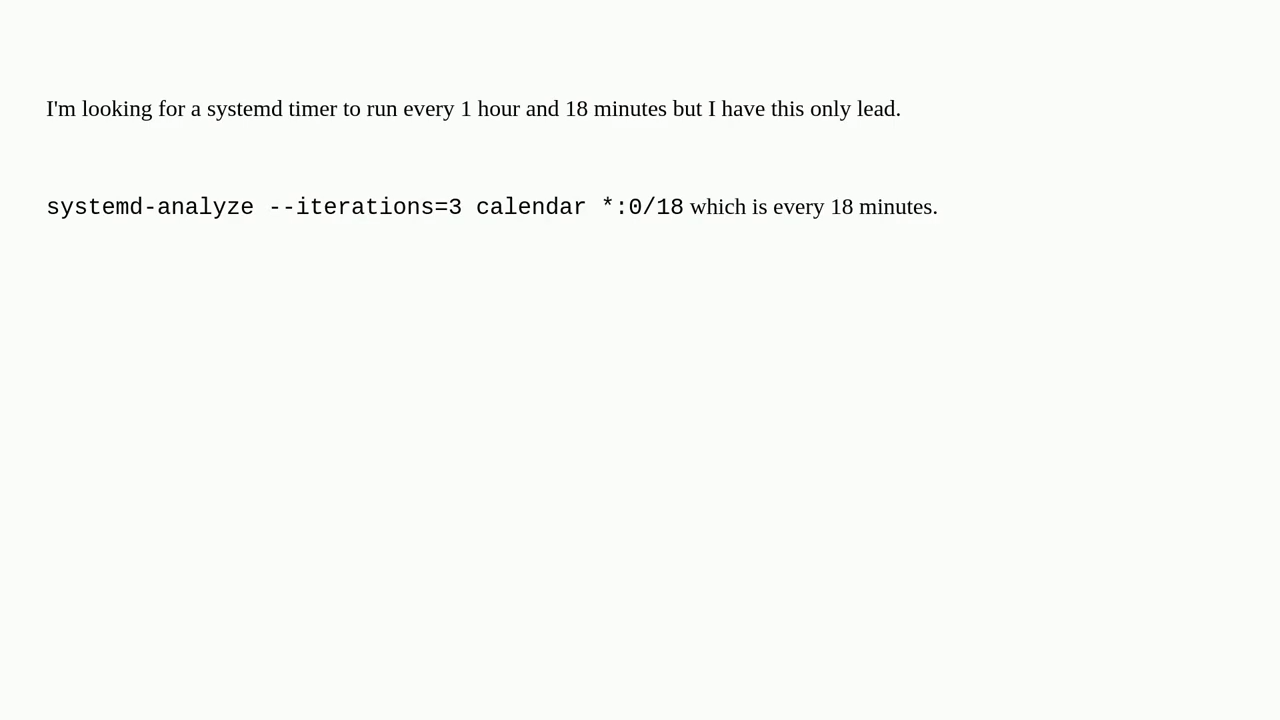 I'm looking for a systemd timer to run every 1 hour and 18 minutes but I have this only lead.
systemd-analyze --iterations=3 calendar *:0/18 which is every 18 minutes.